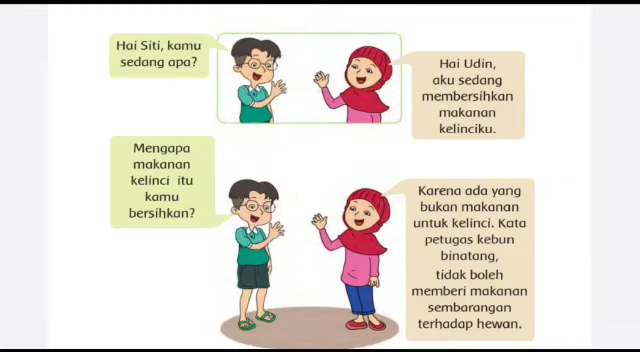 Hai Siti, kamu
sedang apa?
Hai Udin,
aku sedang
membersihkan
makanan
kelinciku.
Mengapa
makanan
kelinci itu
kamu
bersihkan?
Karena ada yang
bukan makanan
untuk kelinci. Kata
petugas kebun
binatang,
tidak boleh
memberi makanan
sembarangan
terhadap hewan.